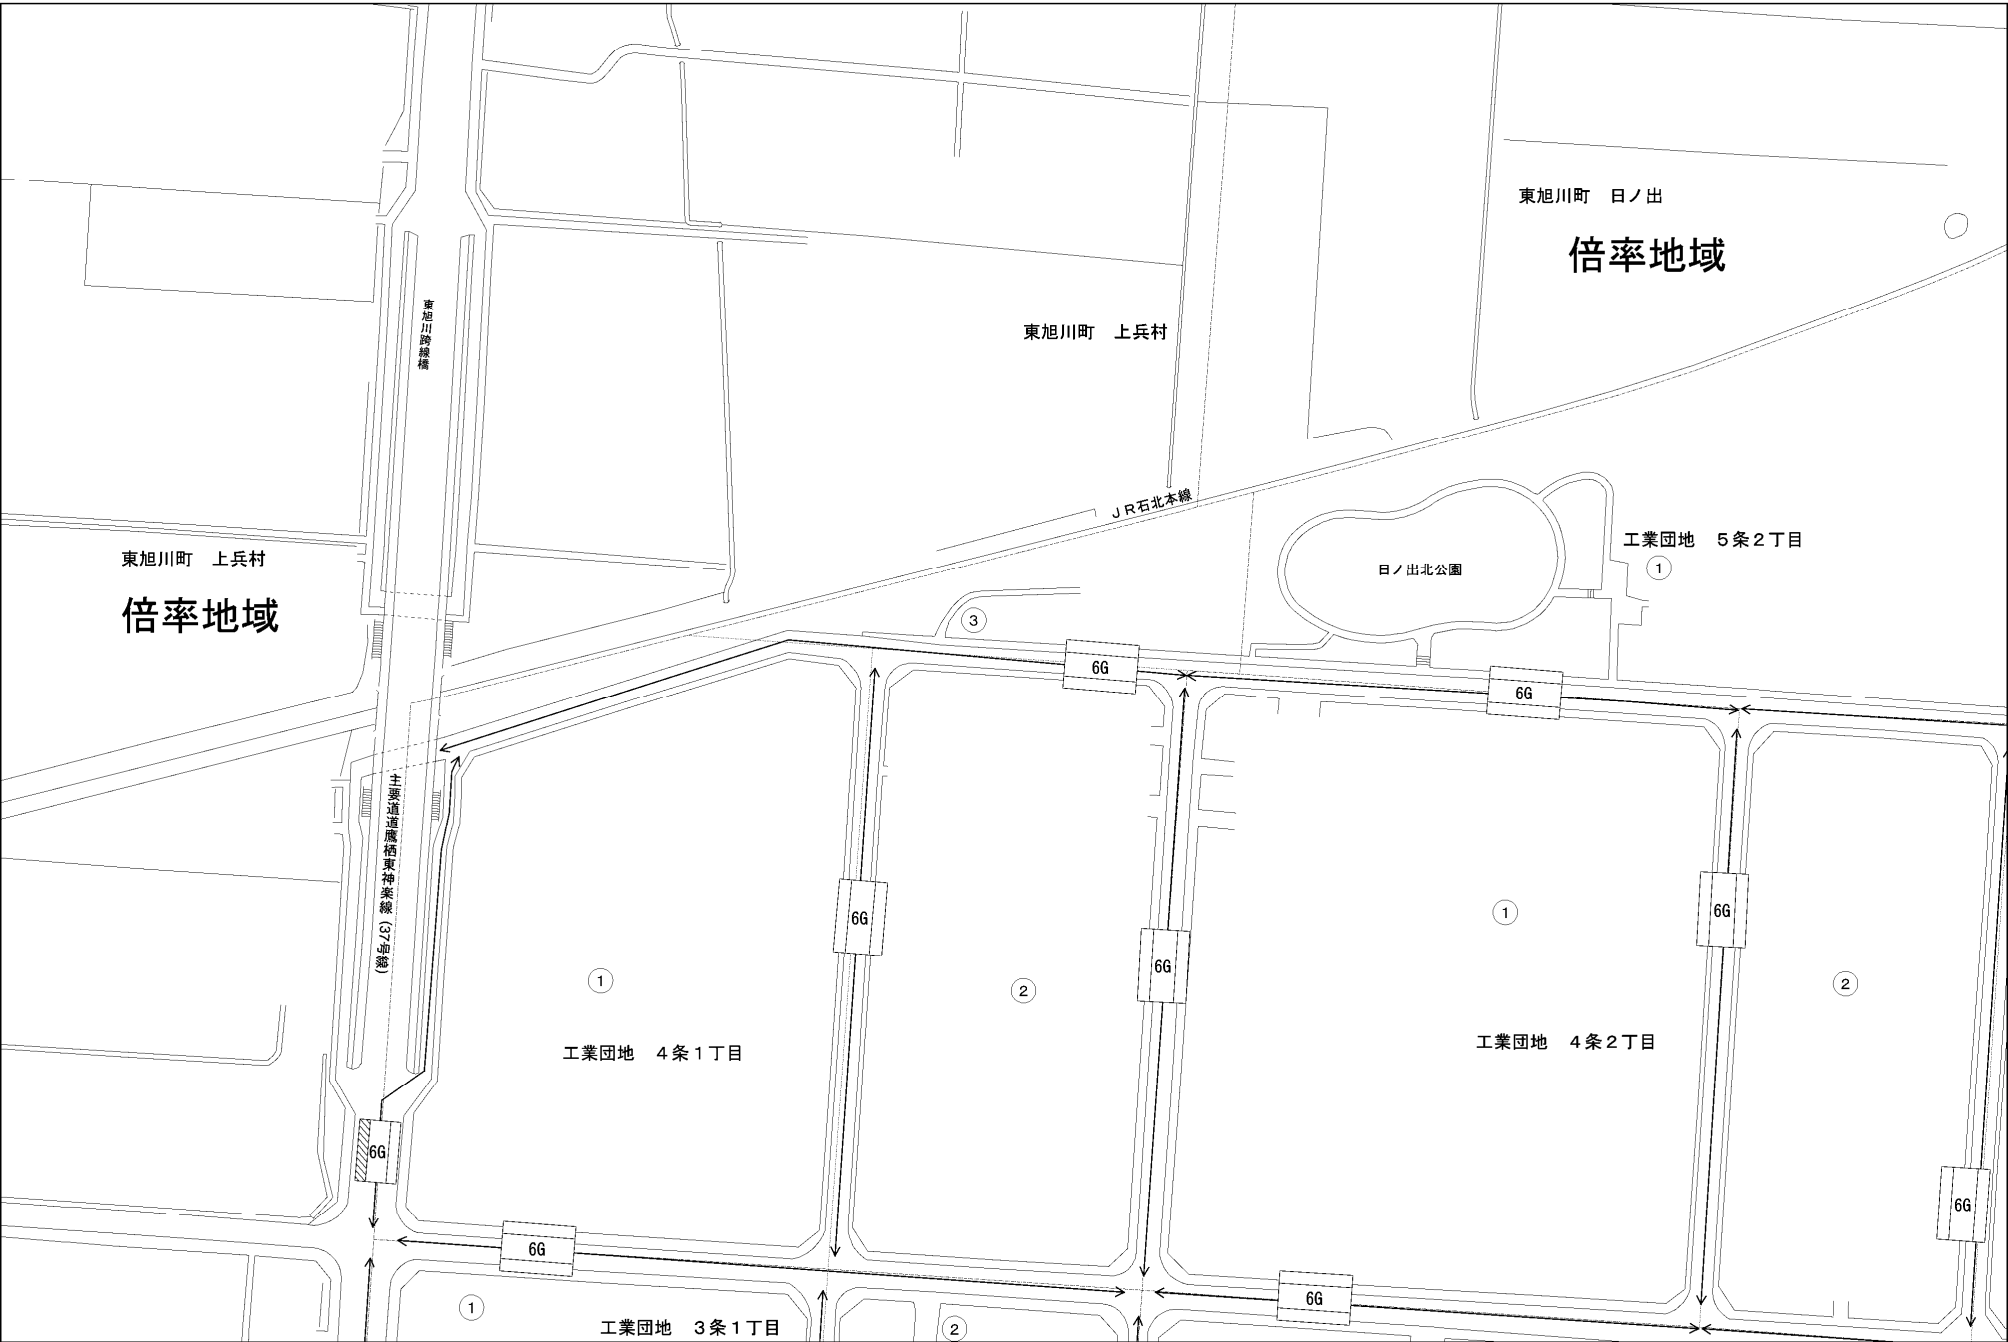 東旭川町　日ノ出
倍率地域
東旭川跨線橋
東旭川町　上兵村
ＪＲ石北本線
工業団地　５条２丁目
1
東旭川町　上兵村
倍率地域
日ノ出北公園
3
6G
6G
主要道道鷹栖東神楽線（37号線）
6G
6G
6G
1
1
2
2
工業団地　４条１丁目
工業団地　４条２丁目
6G
6G
6G
6G
1
工業団地　３条１丁目
2